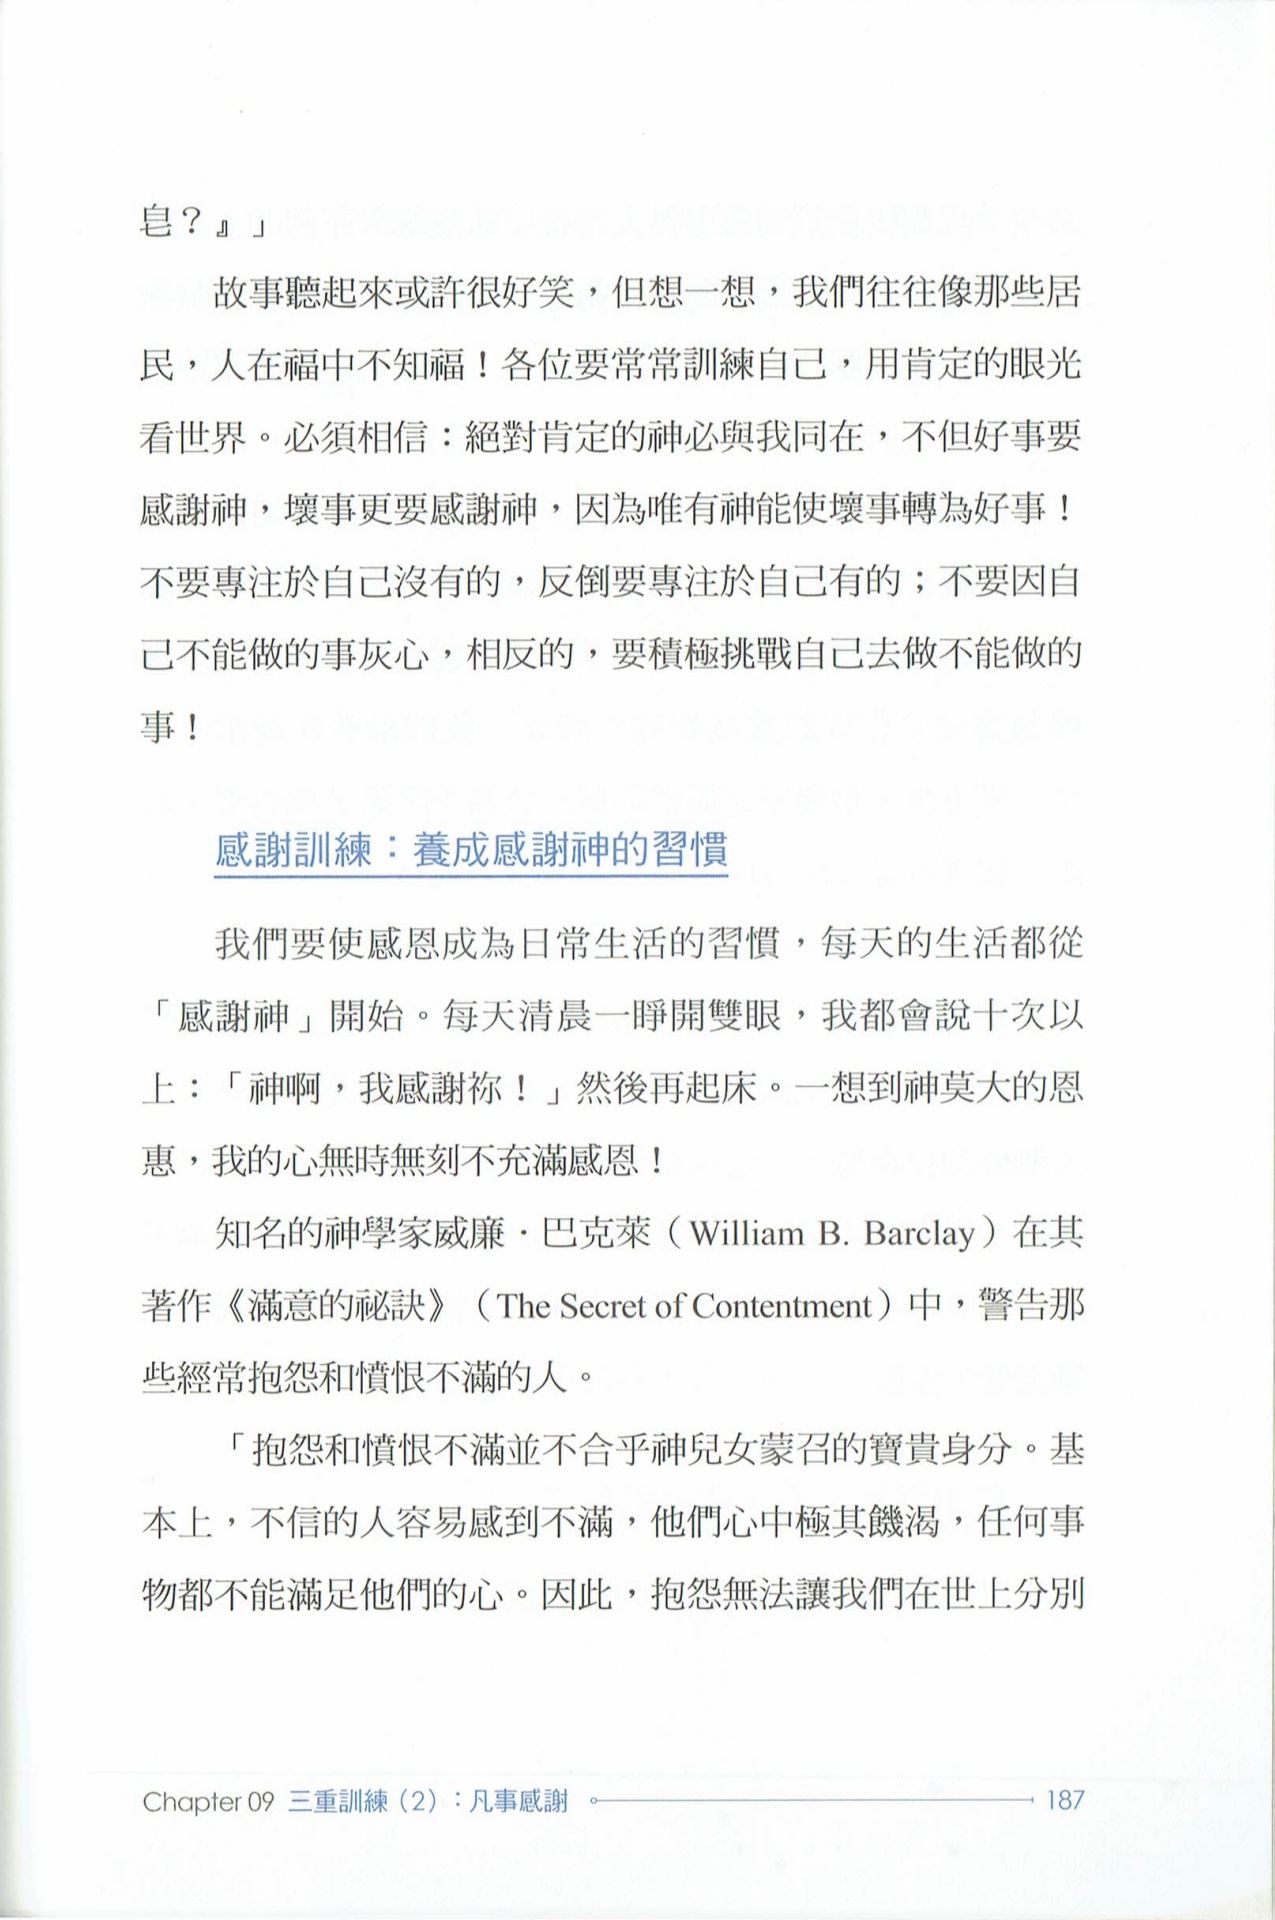 皂？』」
故事聽起來或許很好笑，但想一想，我們往往像那些居
民，人在福中不知福！各位要常常訓練自己，用肯定的眼光
看世界。必須相信：絕對肯定的神必與我同在，不但好事要
感謝神，壞事更要感謝神，因為唯有神能使壞事轉為好事！
不要專注於自己沒有的，反倒要專注於自己有的；不要因自
己不能做的事灰心，相反的，要積極挑戰自己去做不能做的
事！
感謝訓練：養成感謝神的習慣
我們要使感恩成為日常生活的習慣，每天的生活都從
「感謝神」開始。每天清晨一睜開雙眼，我都會說十次以
上：「神啊，我感謝祢！」然後再起床。一想到神莫大的恩
惠，我的心無時無刻不充滿感恩！
知名的神學家威廉・巴克萊（William B. Barclay）在其
著作《滿意的祕訣》（The Secret of Contentment）中，警告那
些經常抱怨和憤恨不滿的人。
「抱怨和憤恨不滿並不合乎神兒女蒙召的寶貴身分。基
本上，不信的人容易感到不滿，他們心中極其饑渴，任何事
物都不能滿足他們的心。因此，抱怨無法讓我們在世上分別
Chapter 09 三重訓練（2）：凡事感謝 187